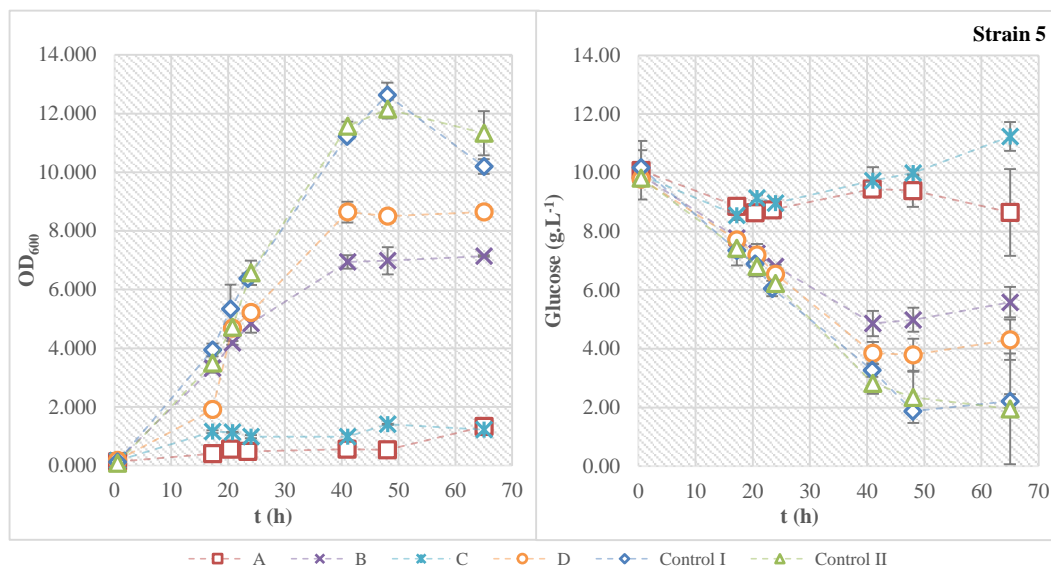 Strain 5
OD600
14.000
12.000
10.000
8.000
6.000
4.000
2.000
0.000
0 10 20 30 40 50 60 70
t (h)
Glucose (g.L-1)
14.00
12.00
10.00
8.00
6.00
4.00
2.00
0.00
0 10 20 30 40 50 60 70
t (h)
A B C D Control I Control II